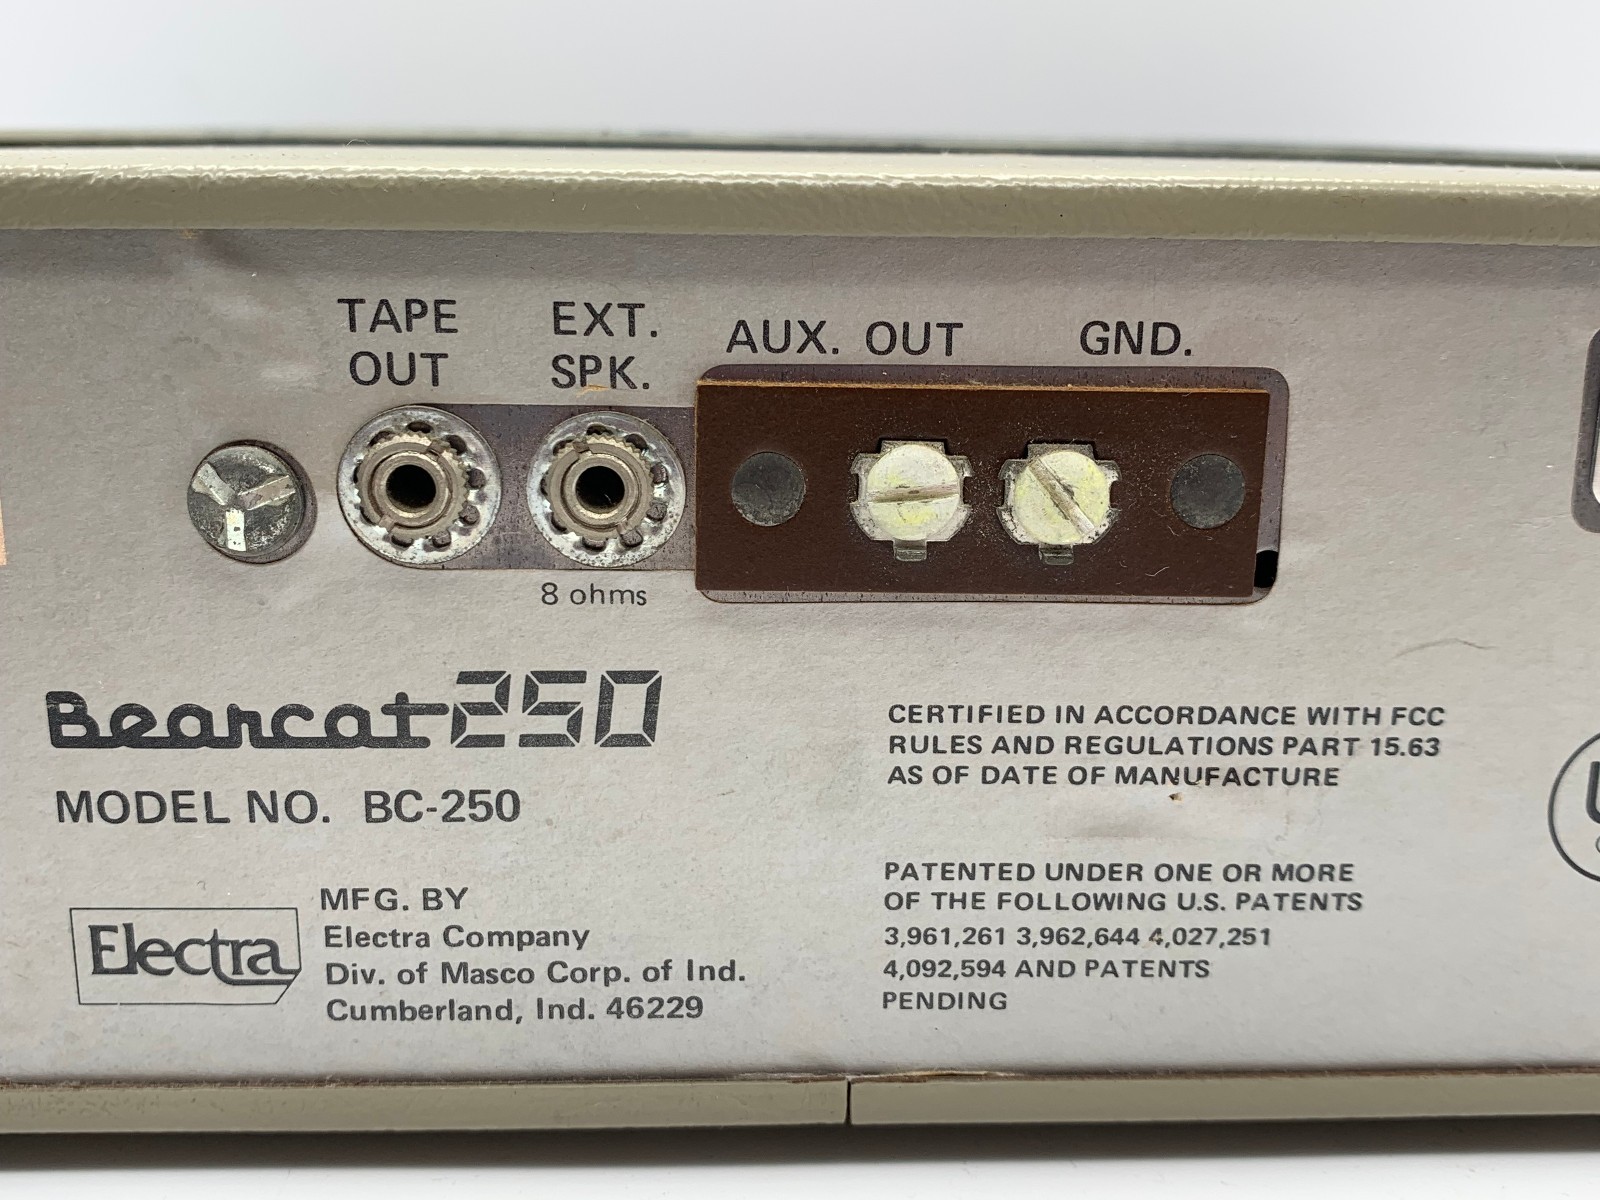 TAPE
OUT
EXT.
SPK.
AUX. OUT GND.
8 ohms
Bearcat 250
MODEL NO. BC-250
Electra
MFG. BY
Electra Company
Div. of Masco Corp. of Ind.
Cumberland, Ind. 46229
CERTIFIED IN ACCORDANCE WITH FCC
RULES AND REGULATIONS PART 15.63
AS OF DATE OF MANUFACTURE
PATENTED UNDER ONE OR MORE
OF THE FOLLOWING U.S. PATENTS
3,961,261 3,962,644 4,027,251
4,092,594 AND PATENTS
PENDING